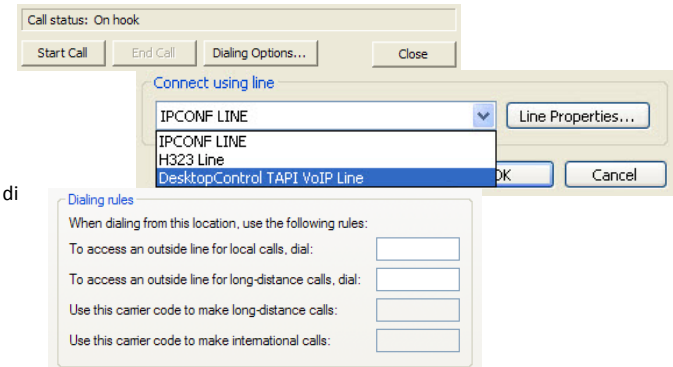 Call status: On hook
Start Call End Call Dialing Options... Close
Connect using line
IPCONF LINE Line Properties...
IPCONF LINE
H323 Line
DesktopControl TAPI VoIP Line
OK Cancel
di
Dialing rules
When dialing from this location, use the following rules:
To access an outside line for local calls, dial:
To access an outside line for long-distance calls, dial:
Use this carrier code to make long-distance calls:
Use this carrier code to make international calls: